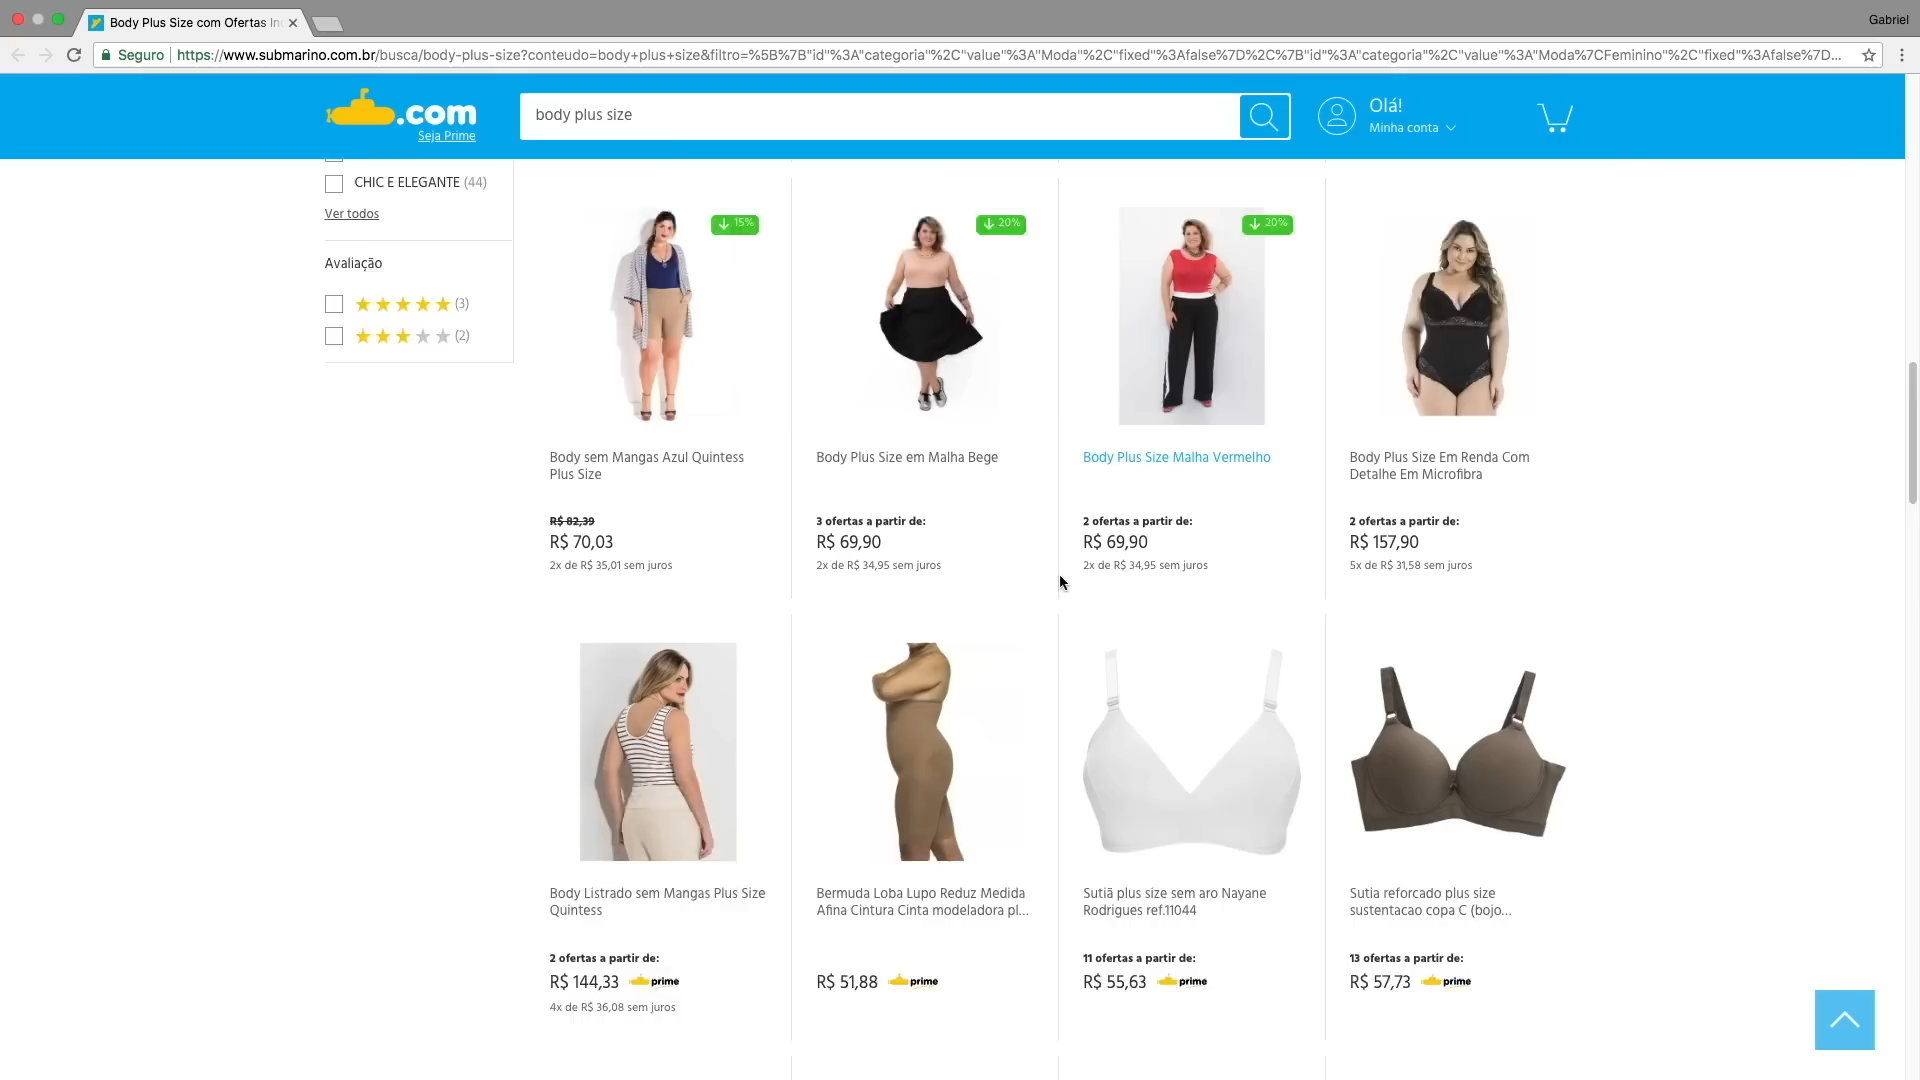 Body Plus Size com Ofertas In
Gabriel
Seguro
https://www.submarino.com.br/busca/body-plus-size?conteudo=body+plus+size&filtro=%5B%7B"id"%3A"categoria"%2C"value"%3A"Moda"%2C"fixed"%3Afalse%7D%2C%7B"id"%3A"categoria"%2C"value"%3A"Moda%7CFeminino"%2C"fixed"%3Afalse%7D...
.com
Seja Prime
body plus size
Olá!
Minha conta
CHIC E ELEGANTE (44)
Ver todos
Avaliação
(3)
(2)
15%
20%
20%
Body sem Mangas Azul Quintess
Plus Size
R$ 82,39
R$ 70,03
2x de R$ 35,01 sem juros
Body Plus Size em Malha Bege
3 ofertas a partir de:
R$ 69,90
2x de R$ 34,95 sem juros
Body Plus Size Malha Vermelho
2 ofertas a partir de:
R$ 69,90
2x de R$ 34,95 sem juros
Body Plus Size Em Renda Com
Detalhe Em Microfibra
2 ofertas a partir de:
R$ 157,90
5x de R$ 31,58 sem juros
Body Listrado sem Mangas Plus Size
Quintess
2 ofertas a partir de:
R$ 144,33 prime
4x de R$ 36,08 sem juros
Bermuda Loba Lupo Reduz Medida
Afina Cintura Cinta modeladora pl...
R$ 51,88 prime
Sutiã plus size sem aro Nayane
Rodrigues ref.11044
11 ofertas a partir de:
R$ 55,63 prime
Sutia reforcado plus size
sustentacao copa C (bojo...
13 ofertas a partir de:
R$ 57,73 prime